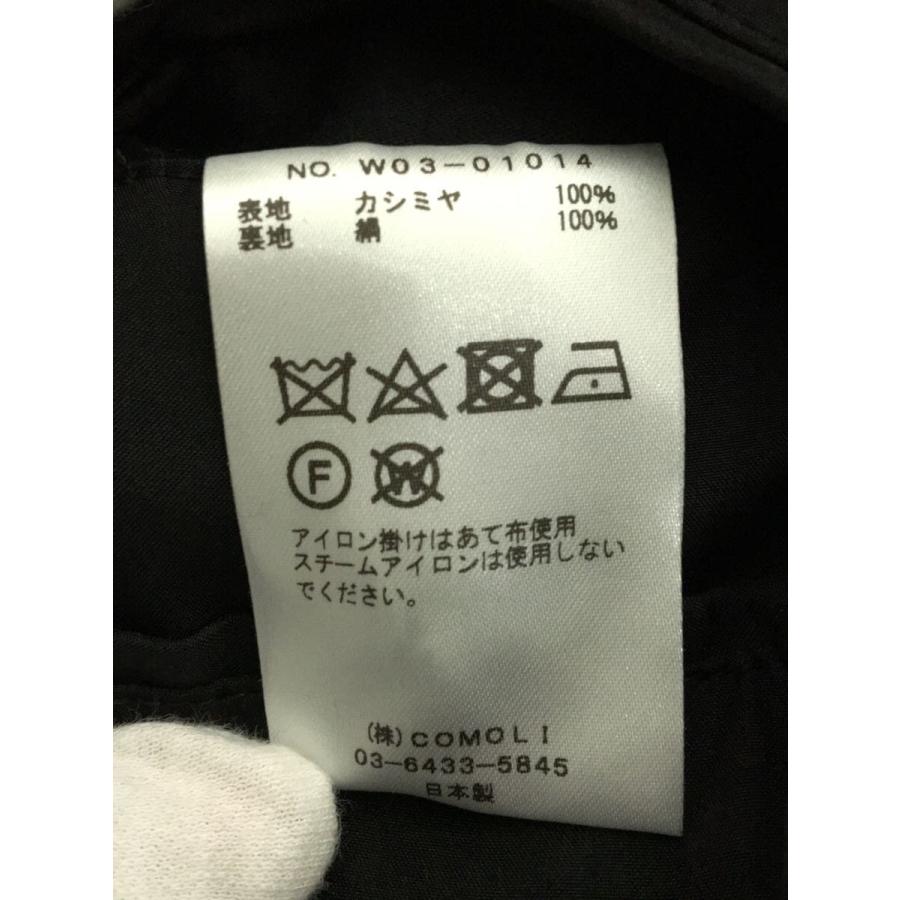 NO. W03-01014
表地 カシミヤ 100%
裏地 絹 100%
F W
アイロン掛けはあて布使用
スチームアイロンは使用しない
でください。
(株)COMOLI
03-6433-5845
日本製